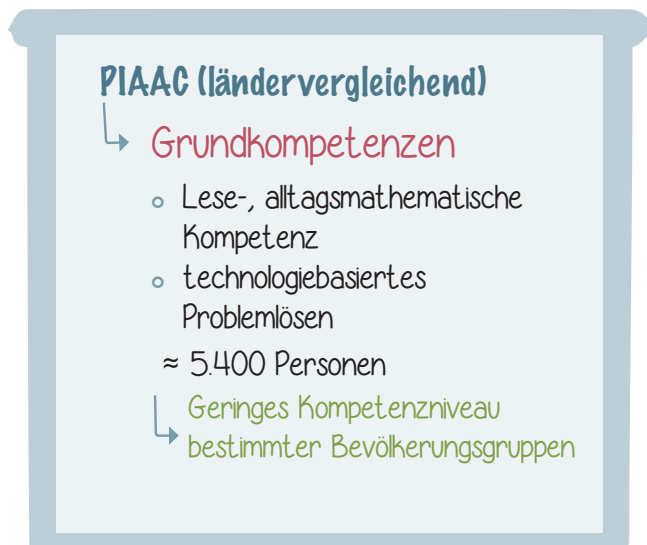 PIAAC (ländervergleichend)
Grundkompetenzen
Lese-, alltagsmathematische
Kompetenz
technologiebasiertes
Problemlösen
≈ 5.400 Personen
Geringes Kompetenzniveau
bestimmter Bevölkerungsgruppen